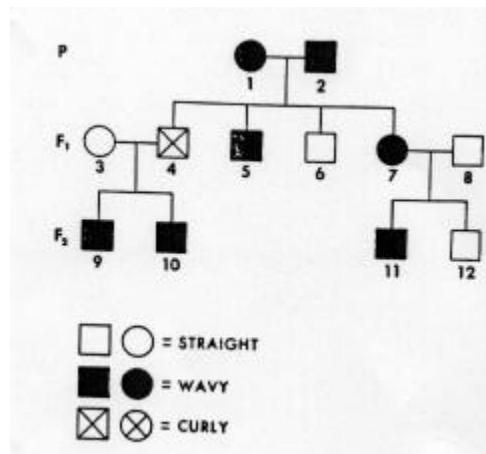 P
1 2
F₁
3 4 5 6 7 8
F₂
9 10 11 12
= STRAIGHT
= WAVY
= CURLY